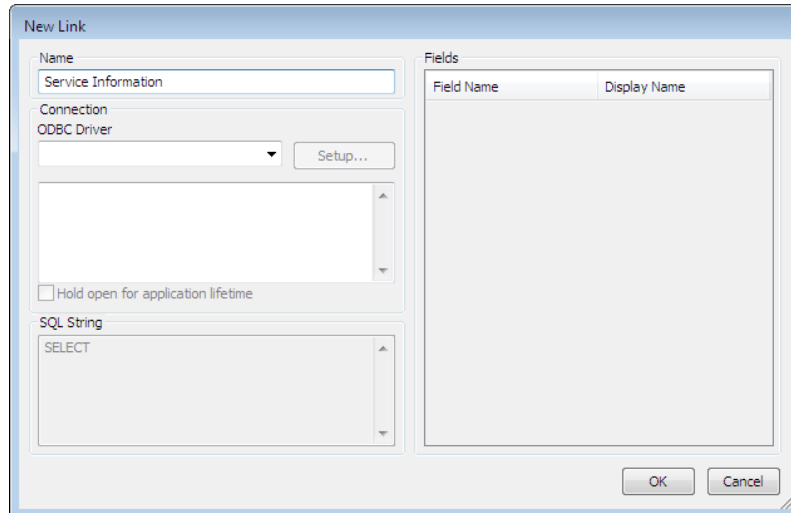 New Link
Name
Service Information
Connection
ODBC Driver
Setup...
Hold open for application lifetime
SQL String
SELECT
Fields
Field Name Display Name
OK Cancel